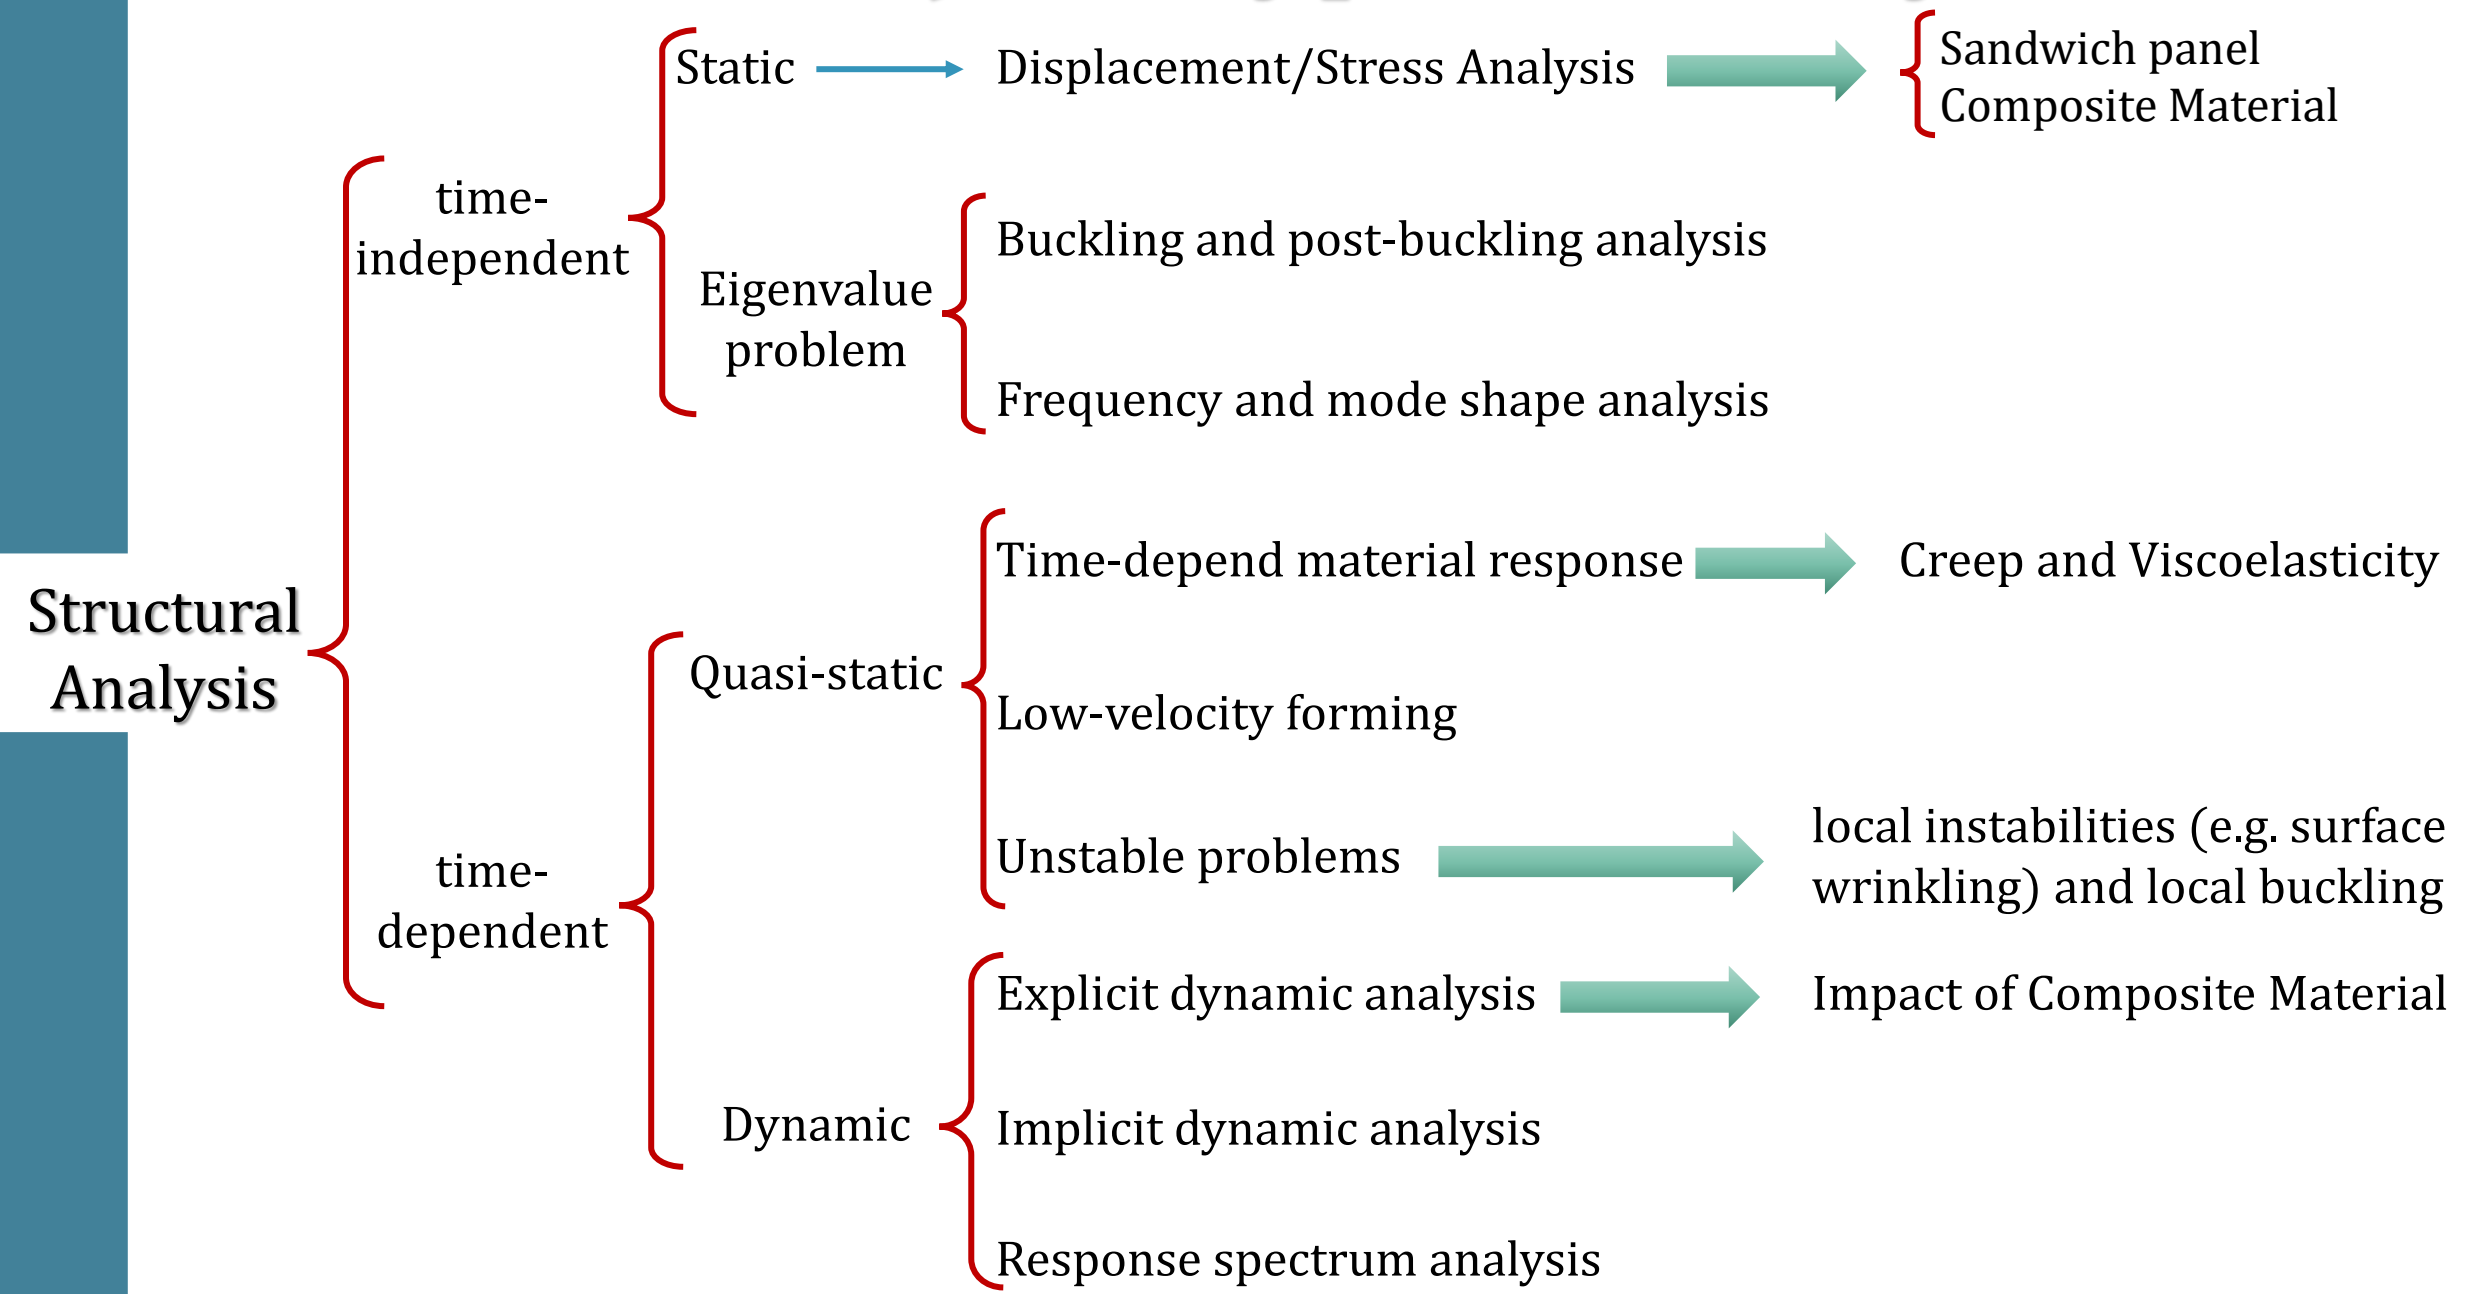 Static
Displacement/Stress Analysis
Sandwich panel
Composite Material
time-
independent
Eigenvalue
problem
Buckling and post-buckling analysis
Frequency and mode shape analysis
Structural
Analysis
Quasi-static
Time-depend material response
Creep and Viscoelasticity
Low-velocity forming
Unstable problems
local instabilities (e.g. surface
wrinkling) and local buckling
time-
dependent
Dynamic
Explicit dynamic analysis
Impact of Composite Material
Implicit dynamic analysis
Response spectrum analysis